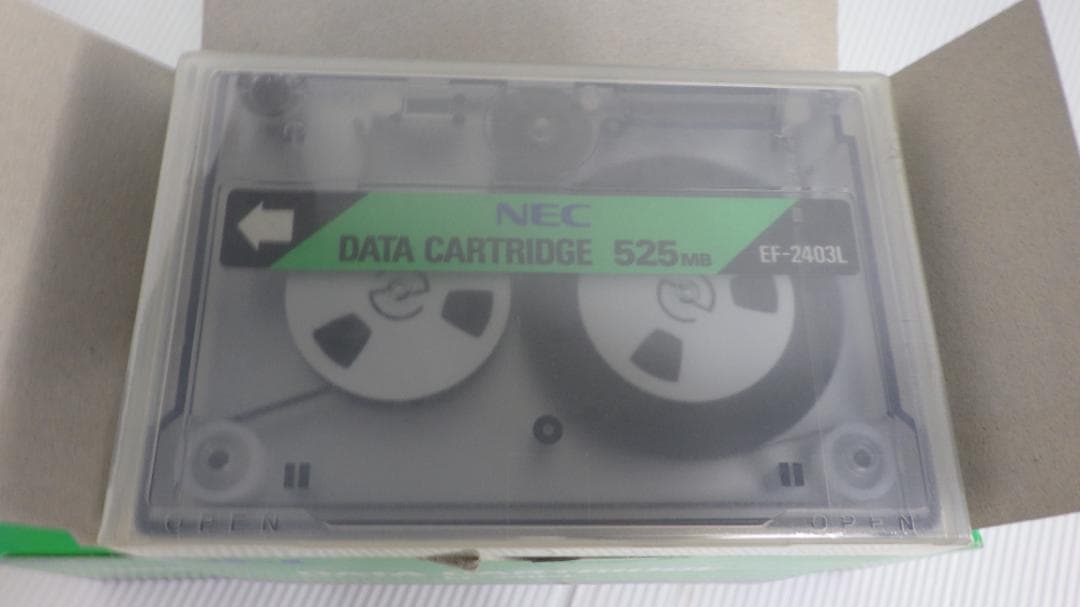 NEC
DATA CARTRIDGE 525MB
EF-2403L
OPEN OPEN